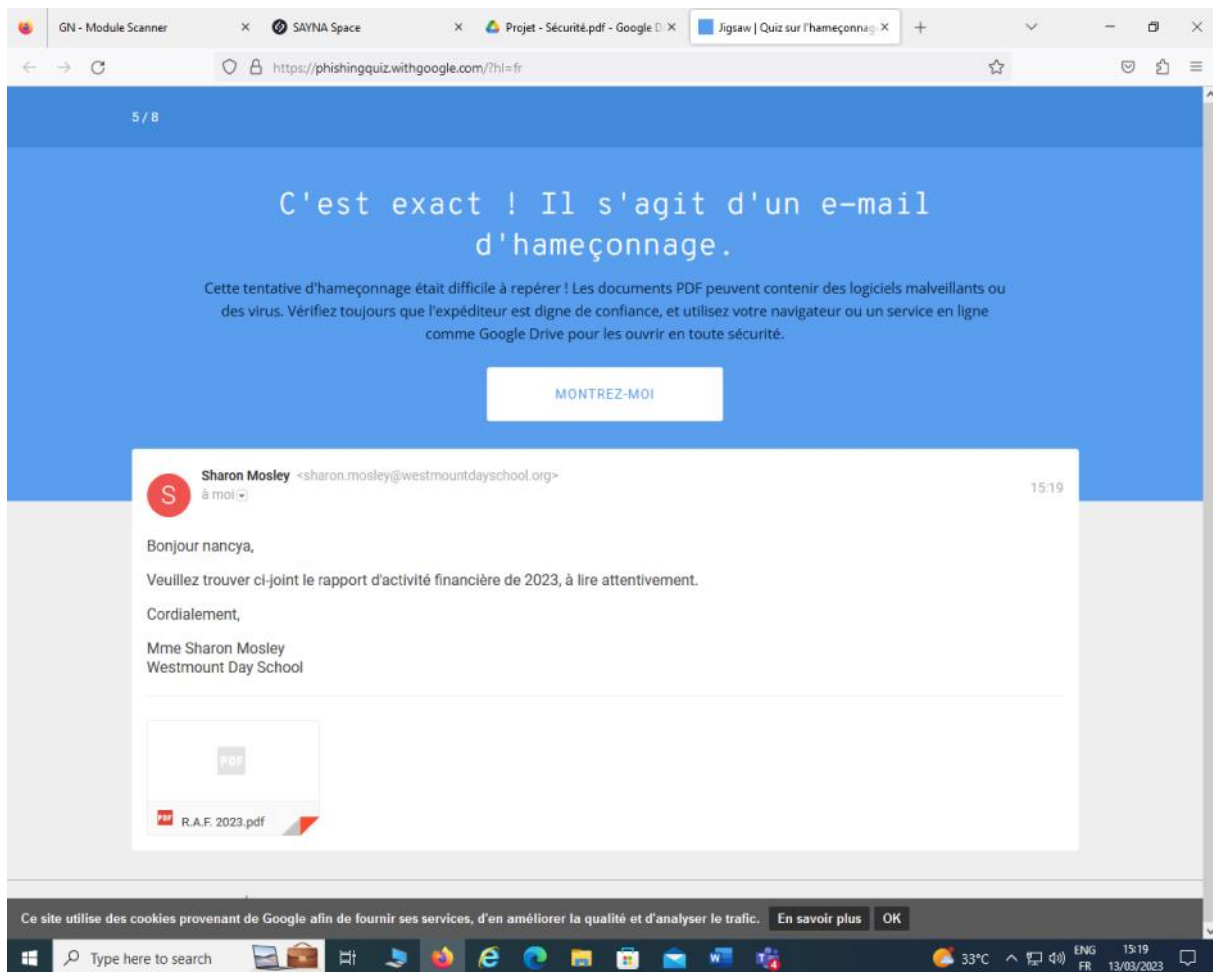 GN - Module Scanner
SAYNA Space
Projet - Sécurité.pdf - Google D
Jigsaw | Quiz sur l'hameçonnag
https://phishingquiz.withgoogle.com/?hl=fr
5 / 8
C'est exact ! Il s'agit d'un e-mail
d'hameçonnage.
Cette tentative d'hameçonnage était difficile à repérer ! Les documents PDF peuvent contenir des logiciels malveillants ou
des virus. Vérifiez toujours que l'expéditeur est digne de confiance, et utilisez votre navigateur ou un service en ligne
comme Google Drive pour les ouvrir en toute sécurité.
MONTREZ-MOI
S
Sharon Mosley <sharon.mosley@westmountdayschool.org>
à moi
15:19
Bonjour nancya,
Veuillez trouver ci-joint le rapport d'activité financière de 2023, à lire attentivement.
Cordialement,
Mme Sharon Mosley
Westmount Day School
PDF
PDF R.A.F. 2023.pdf
Ce site utilise des cookies provenant de Google afin de fournir ses services, d'en améliorer la qualité et d'analyser le trafic. En savoir plus OK
Type here to search
4
33°C
ENG
FR
15:19
13/03/2023